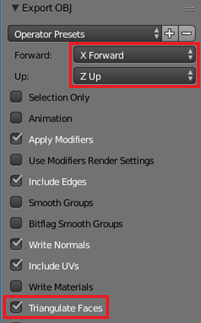 Export OBJ
Operator Presets
Forward: X Forward
Up: Z Up
Selection Only
Animation
Apply Modifiers
Use Modifiers Render Settings
Include Edges
Smooth Groups
Bitflag Smooth Groups
Write Normals
Include UVs
Write Materials
Triangulate Faces